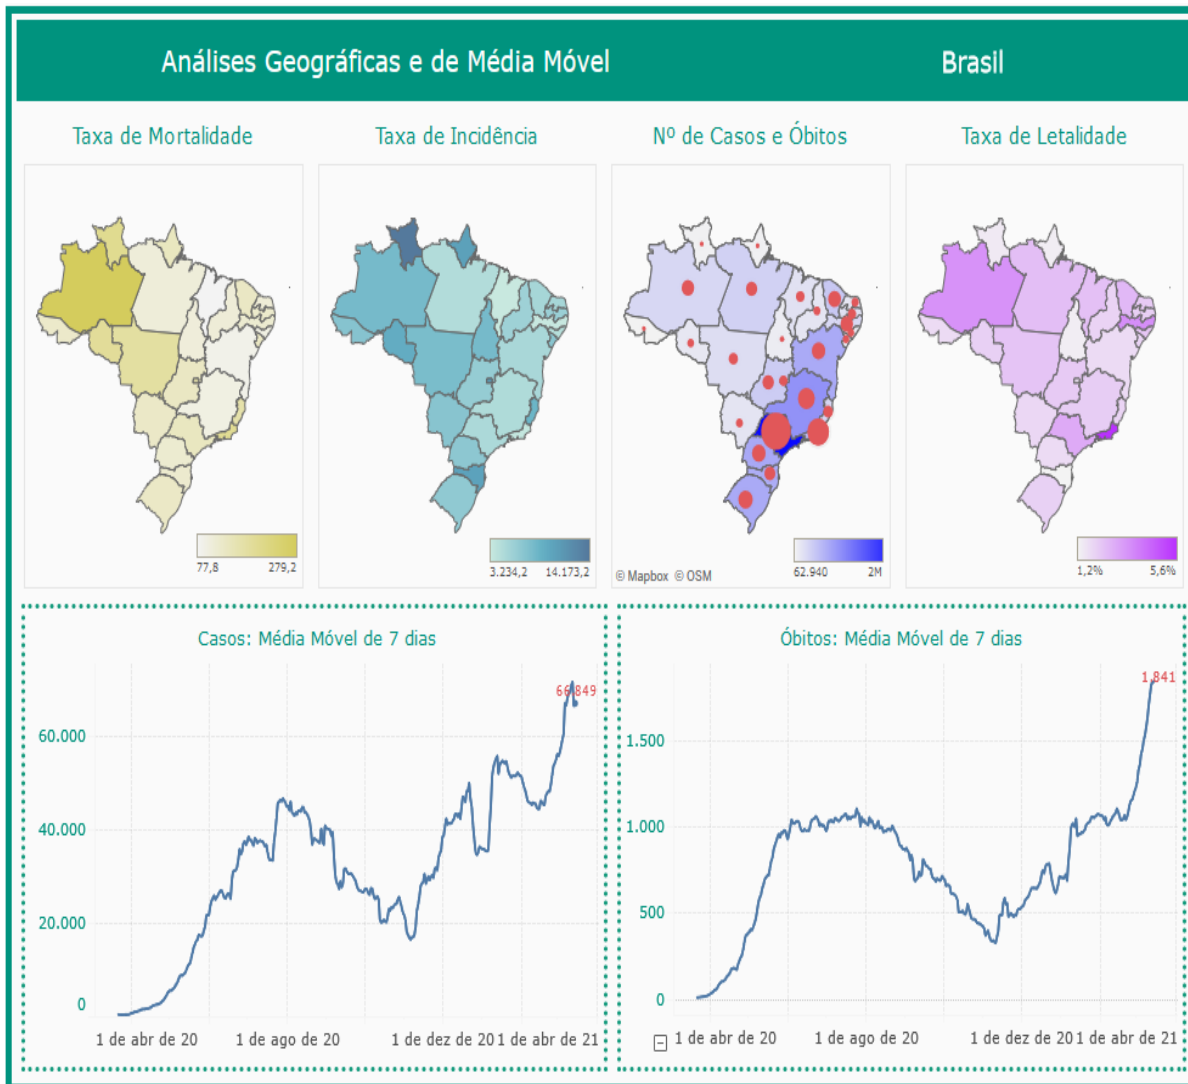 Análises Geográficas e de Média Móvel
Brasil
Taxa de Mortalidade
Taxa de Incidência
Nº de Casos e Óbitos
Taxa de Letalidade
77,8
279,2
3.234,2
14.173,2
© Mapbox © OSM
62.940
2M
1,2%
5,6%
Casos: Média Móvel de 7 dias
66.849
60.000
40.000
20.000
0
1 de abr de 20
1 de ago de 20
1 de dez de 20
1 de abr de 21
Óbitos: Média Móvel de 7 dias
1.841
1.500
1.000
500
0
1 de abr de 20
1 de ago de 20
1 de dez de 20
1 de abr de 21